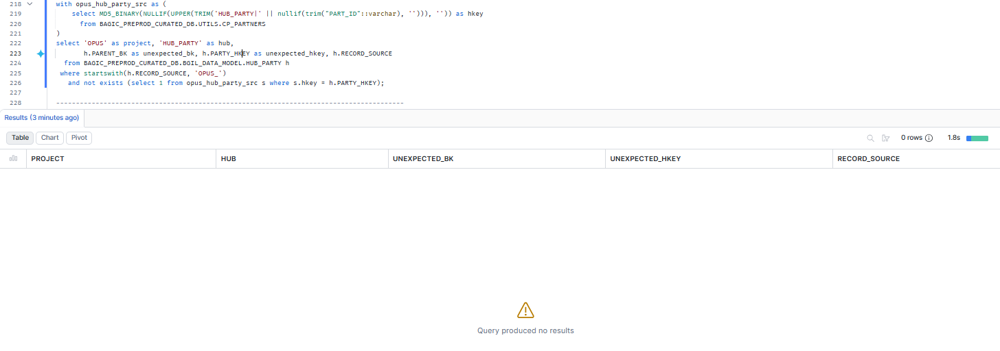 218 with opus_hub_party_src as (
219 select MD5_BINARY(NULLIF(UPPER(TRIM('HUB_PARTY|' || nullif(trim("PART_ID"::varchar), ''))), '')) as hkey
220 from BAGIC_PREPROD_CURATED_DB.UTILS.CP_PARTNERS
221 )
222 select 'OPUS' as project, 'HUB_PARTY' as hub,
223 h.PARENT_BK as unexpected_bk, h.PARTY_HKEY as unexpected_hkey, h.RECORD_SOURCE
224 from BAGIC_PREPROD_CURATED_DB.BGIL_DATA_MODEL.HUB_PARTY h
225 where startswith(h.RECORD_SOURCE, 'OPUS_')
226 and not exists (select 1 from opus_hub_party_src s where s.hkey = h.PARTY_HKEY);
227
228 ----------------------------------------------------------------------------------------
Results (3 minutes ago)
Table Chart Pivot 0 rows 1.8s
PROJECT HUB UNEXPECTED_BK UNEXPECTED_HKEY RECORD_SOURCE
Query produced no results